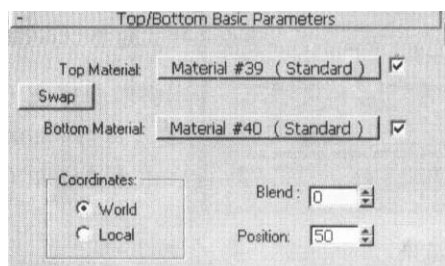 - Top/Bottom Basic Parameters
Top Material: Material #39 ( Standard )
Swap
Bottom Material: Material #40 ( Standard )
Coordinates:
World
Local
Blend : 0
Position: 50